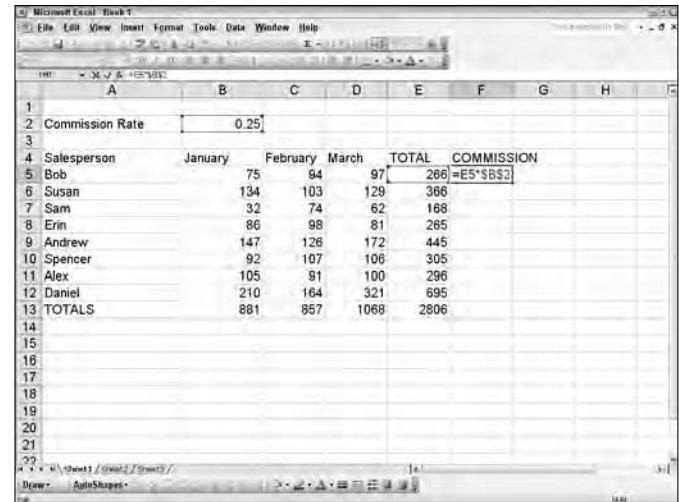 Microsoft Excel - Book 1
File Edit View Insert Format Tools Data Window Help
=E5*$B$2
A B C D E F G H
1
2 Commission Rate 0.25
3
4 Salesperson January February March TOTAL COMMISSION
5 Bob 75 94 97 266 =E5*$B$2
6 Susan 134 103 129 366
7 Sam 32 74 62 168
8 Erin 86 98 81 265
9 Andrew 147 126 172 445
10 Spencer 92 107 106 305
11 Alex 105 91 100 296
12 Daniel 210 164 321 695
13 TOTALS 881 857 1068 2806
14
15
16
17
18
19
20
21
22
Sheet1 / Sheet2 / Sheet3
Draw AutoShapes